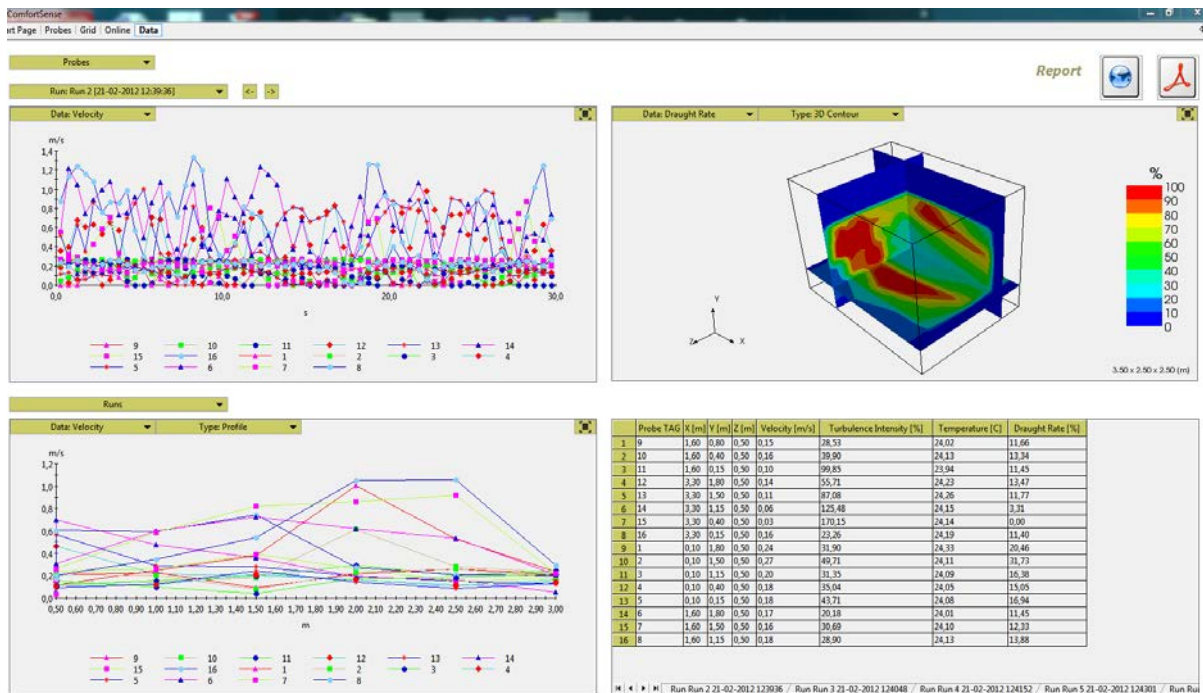 ComfortSense
art Page Probes Grid Online Data
Probes
Report
Run: Run 2 [21-02-2012 12:39:36]
<- ->
Data: Velocity
m/s
1,4
1,2
1,0
0,8
0,6
0,4
0,2
0,0
0,0 10,0 20,0 30,0
s
9 10 11 12 13 14
15 16 1 2 3 4
5 6 7 8
Data: Draught Rate Type: 3D Contour
%
100
90
80
70
60
50
40
30
20
10
0
Y
Z X
3.50 x 2.50 x 2.50 (m)
Runs
Data: Velocity Type: Profile
m/s
1,2
1,0
0,8
0,6
0,4
0,2
0,0
0,50 0,60 0,70 0,80 0,90 1,00 1,10 1,20 1,30 1,40 1,50 1,60 1,70 1,80 1,90 2,00 2,10 2,20 2,30 2,40 2,50 2,60 2,70 2,80 2,90 3,00
m
9 10 11 12 13 14
15 16 1 2 3 4
5 6 7 8
Probe TAG X [m] Y [m] Z [m] Velocity [m/s] Turbulence Intensity [%] Temperature [C] Draught Rate [%]
1 9 1,60 0,80 0,50 0,15 28,53 24,02 11,66
2 10 1,60 0,40 0,50 0,16 39,90 24,13 13,34
3 11 1,60 0,15 0,50 0,10 99,85 23,94 11,45
4 12 3,30 1,80 0,50 0,14 55,71 24,23 13,47
5 13 3,30 1,50 0,50 0,11 87,08 24,26 11,77
6 14 3,30 1,15 0,50 0,06 125,48 24,15 3,31
7 15 3,30 0,40 0,50 0,03 170,15 24,14 0,00
8 16 3,30 0,15 0,50 0,16 23,26 24,19 11,40
9 1 0,10 1,80 0,50 0,24 31,90 24,33 20,46
10 2 0,10 1,50 0,50 0,27 49,71 24,11 31,73
11 3 0,10 1,15 0,50 0,20 31,35 24,09 16,38
12 4 0,10 0,40 0,50 0,18 35,04 24,05 15,05
13 5 0,10 0,15 0,50 0,18 43,71 24,08 16,94
14 6 1,60 1,80 0,50 0,17 20,18 24,01 11,45
15 7 1,60 1,50 0,50 0,16 30,69 24,10 12,33
16 8 1,60 1,15 0,50 0,18 28,90 24,13 13,88
Run Run 2 21-02-2012 123936 / Run Run 3 21-02-2012 124048 / Run Run 4 21-02-2012 124152 / Run Run 5 21-02-2012 124301 / Run Ru